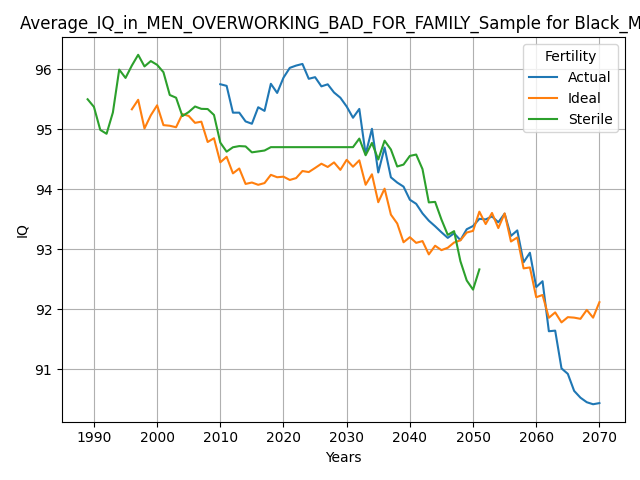 Average_IQ_in_MEN_OVERWORKING_BAD_FOR_FAMILY_Sample for Black_M
Fertility
Actual
Ideal
Sterile
96
95
94
93
92
91
IQ
1990 2000 2010 2020 2030 2040 2050 2060 2070
Years